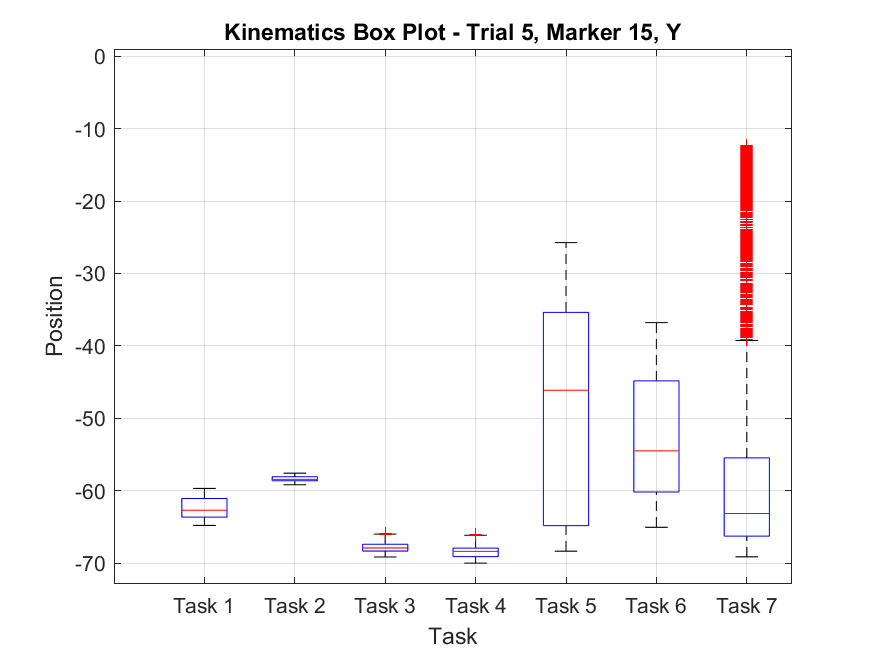 Kinematics Box Plot - Trial 5, Marker 15, Y
0
-10
-20
-30
-40
-50
-60
-70
Position
Task 1 Task 2 Task 3 Task 4 Task 5 Task 6 Task 7
Task